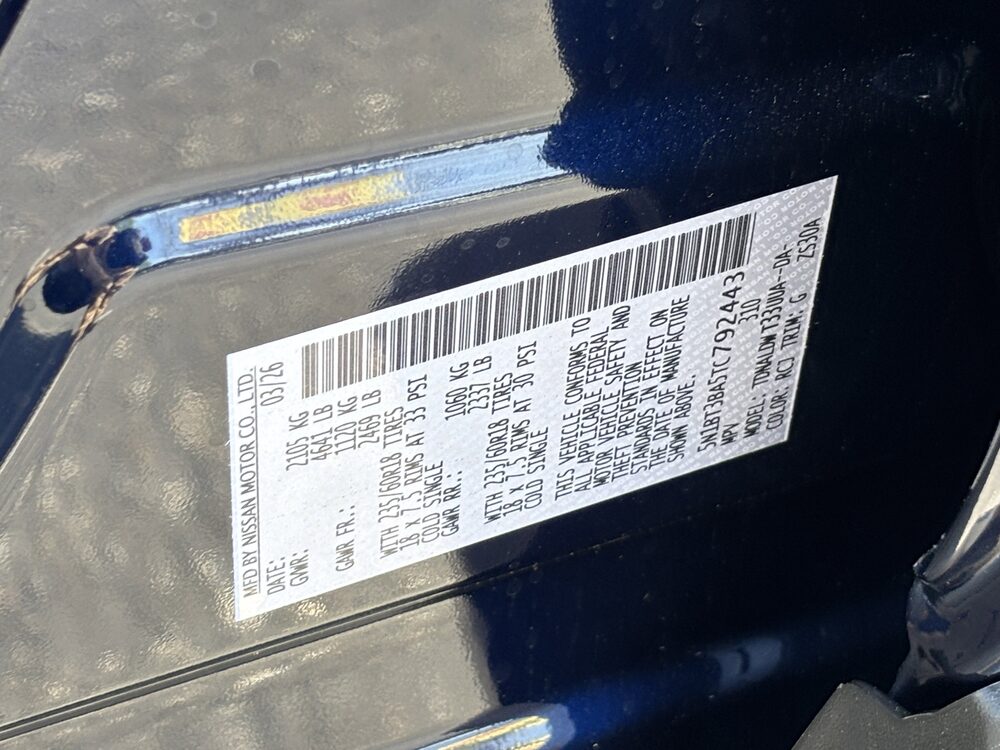 MFD BY NISSAN MOTOR CO.,LTD.
DATE: 03/26
GVWR: 2105 KG
4641 LB
GAWR FR.: 1120 KG
2469 LB
WITH 235/60R18 TIRES
18 X 7.5 RIMS AT 33 PSI
COLD SINGLE
GAWR RR.: 1060 KG
2337 LB
WITH 235/60R18 TIRES
18 X 7.5 RIMS AT 30 PSI
COLD SINGLE
THIS VEHICLE CONFORMS TO
ALL APPLICABLE FEDERAL
MOTOR VEHICLE SAFETY AND
THEFT PREVENTION
STANDARDS IN EFFECT ON
THE DATE OF MANUFACTURE
SHOWN ABOVE.
5N1BT3BA5TC792443
MPV 310
MODEL: TVNALDWT33UUA--DA-
COLOR: RCJ TRIM: G ZS30A